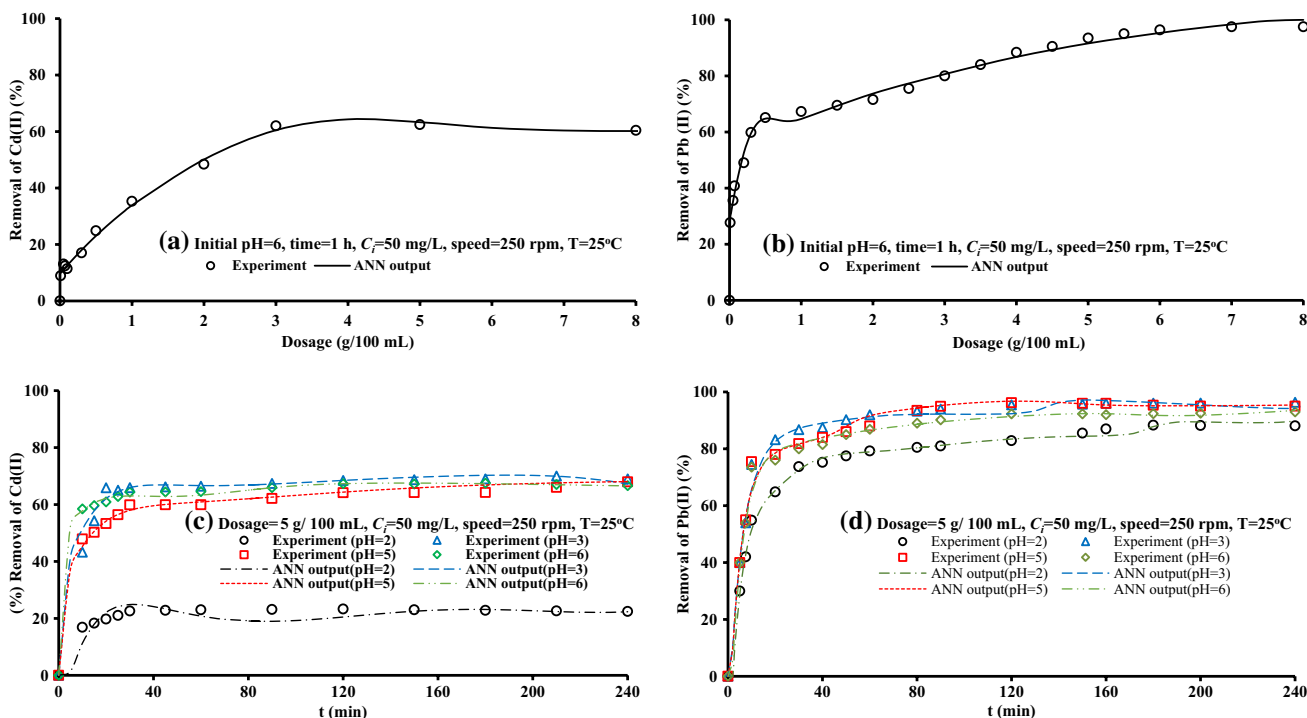 100
80
60
40
20
0
Removal of Cd(II) (%)
(a) Initial pH=6, time=1 h, Ci=50 mg/L, speed=250 rpm, T=25°C
Experiment ANN output
0 1 2 3 4 5 6 7 8
Dosage (g/100 mL)
100
80
60
40
20
0
Removal of Pb (II) (%)
(b) Initial pH=6, time=1 h, Ci=50 mg/L, speed=250 rpm, T=25°C
Experiment ANN output
0 1 2 3 4 5 6 7 8
Dosage (g/100 mL)
100
80
60
40
20
0
(%) Removal of Cd(II)
(c) Dosage=5 g/ 100 mL, Ci=50 mg/L, speed=250 rpm, T=25°C
Experiment (pH=2) Experiment (pH=3)
Experiment (pH=5) Experiment (pH=6)
ANN output(pH=2) ANN output(pH=3)
ANN output(pH=5) ANN output(pH=6)
0 40 80 120 160 200 240
t (min)
100
80
60
40
20
0
Removal of Pb(II) (%)
(d) Dosage=5 g/ 100 mL, Ci=50 mg/L, speed=250 rpm, T=25°C
Experiment (pH=2) Experiment (pH=3)
Experiment (pH=5) Experiment (pH=6)
ANN output(pH=2) ANN output(pH=3)
ANN output(pH=5) ANN output(pH=6)
0 40 80 120 160 200 240
t (min)